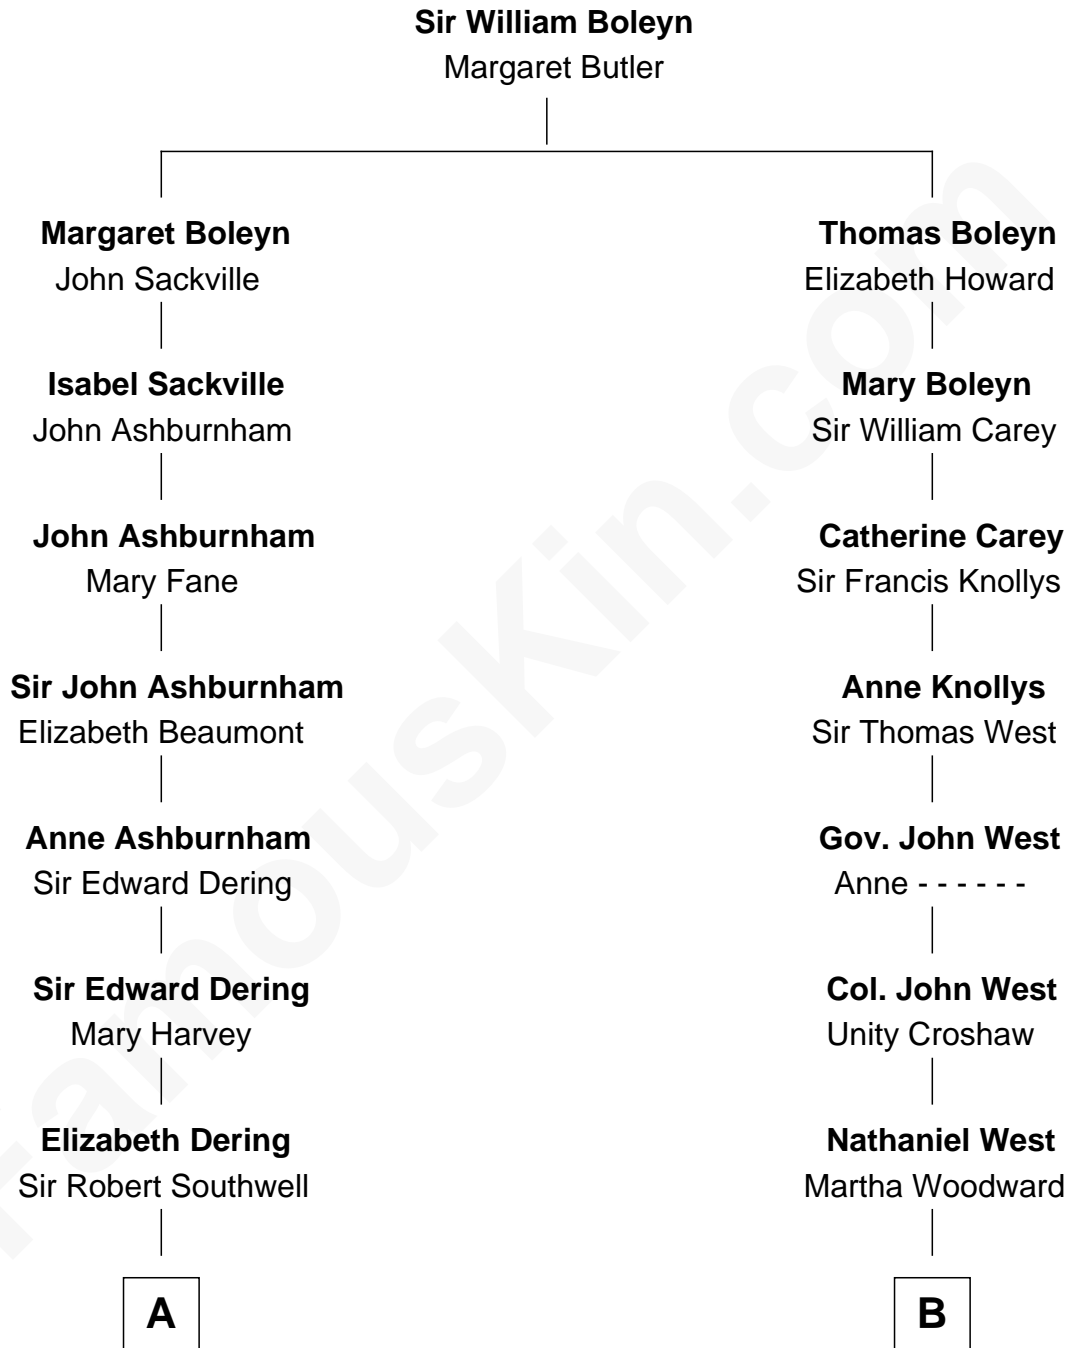 Sir William Boleyn
Margaret Butler
Margaret Boleyn
John Sackville
Thomas Boleyn
Elizabeth Howard
Isabel Sackville
John Ashburnham
Mary Boleyn
Sir William Carey
John Ashburnham
Mary Fane
Catherine Carey
Sir Francis Knollys
Sir John Ashburnham
Elizabeth Beaumont
Anne Knollys
Sir Thomas West
Anne Ashburnham
Sir Edward Dering
Gov. John West
Anne - - - - - -
Sir Edward Dering
Mary Harvey
Col. John West
Unity Croshaw
Elizabeth Dering
Sir Robert Southwell
Nathaniel West
Martha Woodward
A
B
FamousKin.com